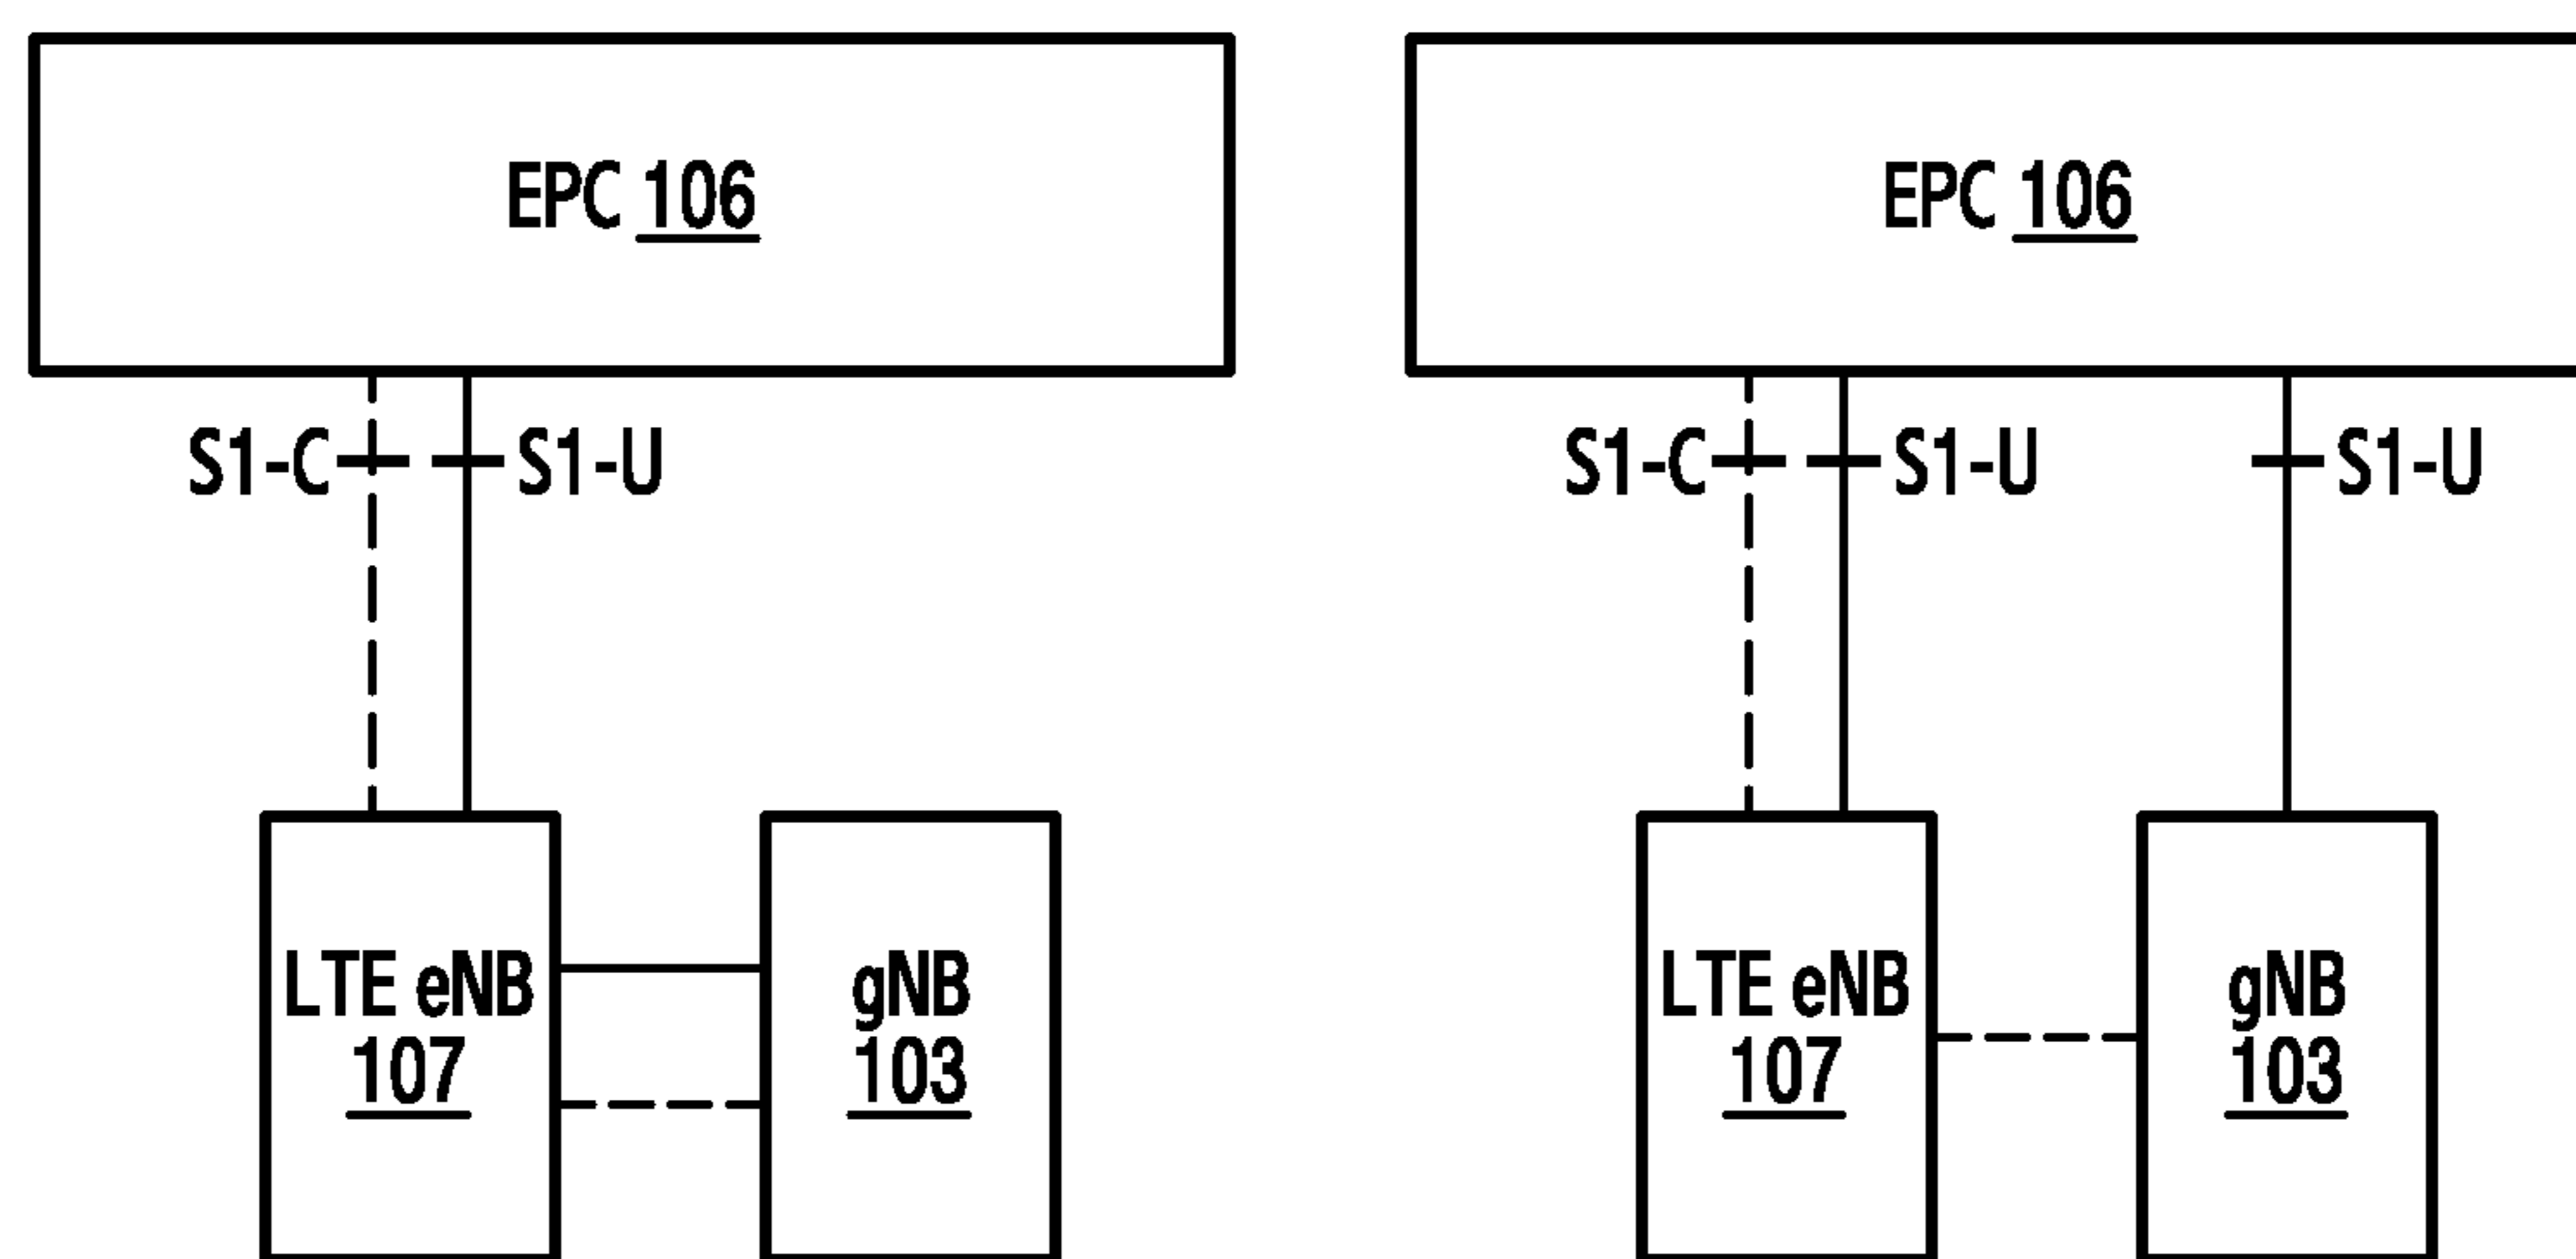 EPC 106
S1-C
S1-U
LTE eNB
107
gNB
103
EPC 106
S1-C
S1-U
S1-U
LTE eNB
107
gNB
103